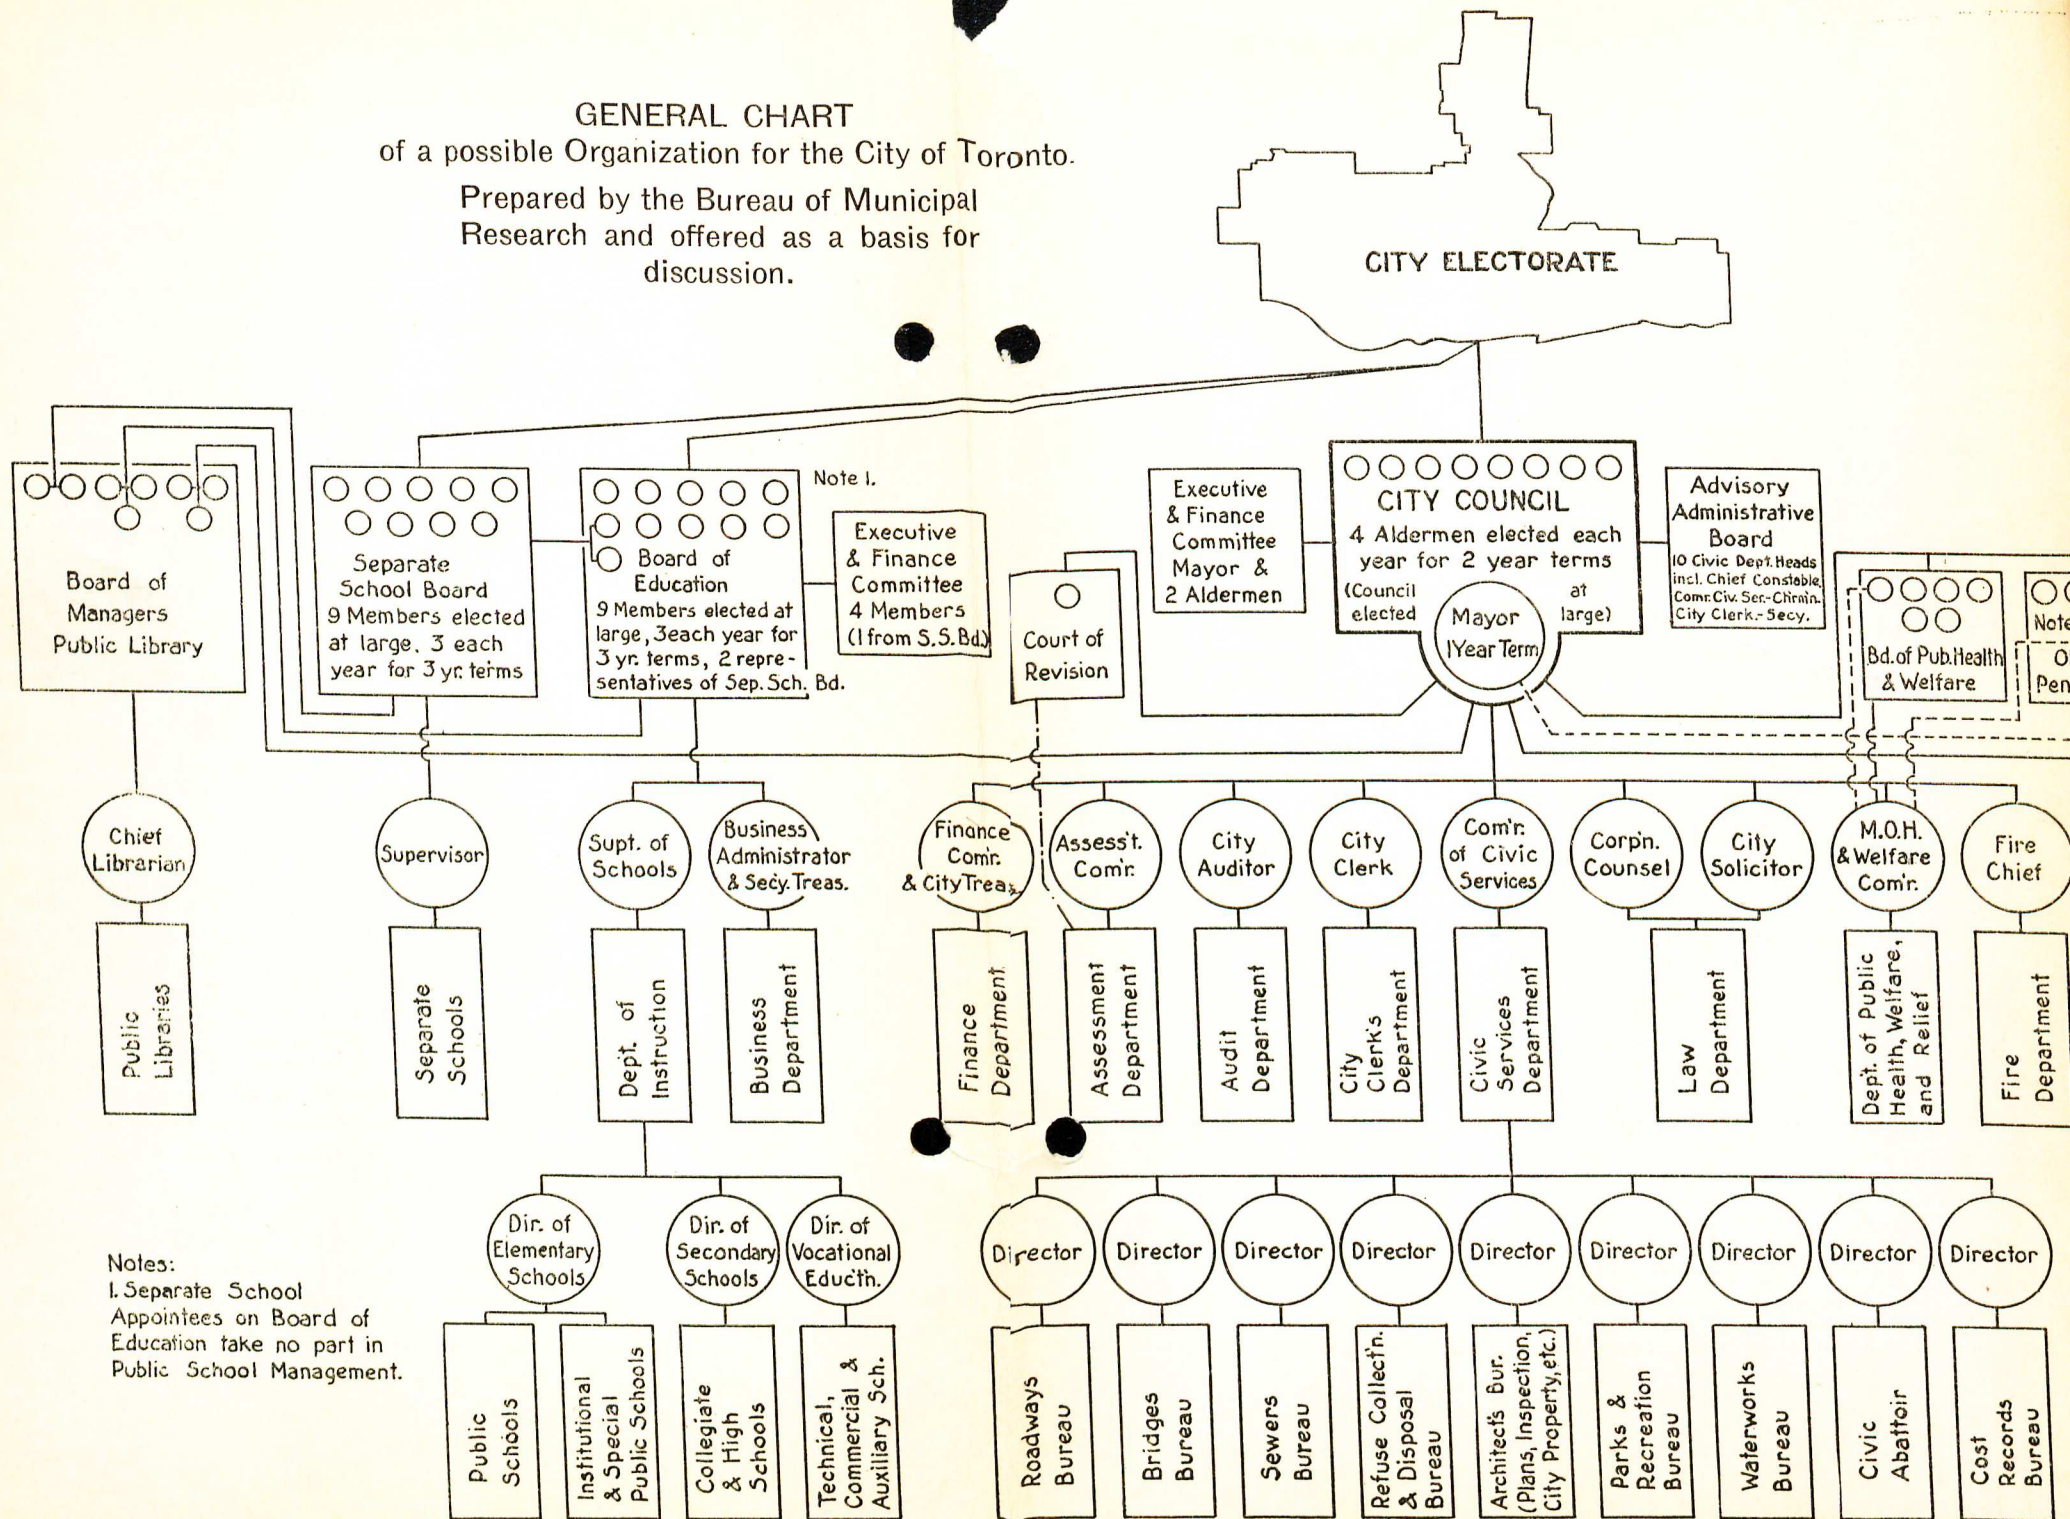 GENERAL CHART
of a possible Organization for the City of Toronto.
Prepared by the Bureau of Municipal
Research and offered as a basis for
discussion.
CITY ELECTORATE
Board of
Managers
Public Library
Separate
School Board
9 Members elected
at large. 3 each
year for 3 yr. terms
Note 1.
Board of
Education
9 Members elected at
large, 3 each year for
3 yr. terms, 2 repre-
sentatives of Sep. Sch. Bd.
Executive
& Finance
Committee
4 Members
(1 from S.S.Bd.)
Court of
Revision
Executive
& Finance
Committee
Mayor &
2 Aldermen
CITY COUNCIL
4 Aldermen elected each
year for 2 year terms
(Council
elected
at
large)
Mayor
1 Year Term
Advisory
Administrative
Board
10 Civic Dept. Heads
incl. Chief Constable,
Comr. Civ. Ser.-Chrmn.
City Clerk.-Secy.
Bd. of Pub. Health
& Welfare
Note
Pen
Chief
Librarian
Supervisor
Supt. of
Schools
Business
Administrator
& Secy. Treas.
Finance
Com'r.
& City Treas.
Assess't.
Com'r.
City
Auditor
City
Clerk
Com'r.
of Civic
Services
Corp'n.
Counsel
City
Solicitor
M.O.H.
& Welfare
Com'r.
Fire
Chief
Public
Libraries
Separate
Schools
Dept. of
Instruction
Business
Department
Finance
Department
Assessment
Department
Audit
Department
City
Clerk's
Department
Civic
Services
Department
Law
Department
Dep't. of Public
Health, Welfare,
and Relief
Fire
Department
Dir. of
Elementary
Schools
Dir. of
Secondary
Schools
Dir. of
Vocational
Educ'tn.
Director
Director
Director
Director
Director
Director
Director
Director
Director
Public
Schools
Institutional
& Special
Public Schools
Collegiate
& High
Schools
Technical,
Commercial &
Auxiliary Sch.
Roadways
Bureau
Bridges
Bureau
Sewers
Bureau
Refuse Collect'n.
& Disposal
Bureau
Architect's Bur.
(Plans, Inspection,
City Property, etc.)
Parks &
Recreation
Bureau
Waterworks
Bureau
Civic
Abattoir
Cost
Records
Bureau
Notes:
1. Separate School
Appointees on Board of
Education take no part in
Public School Management.